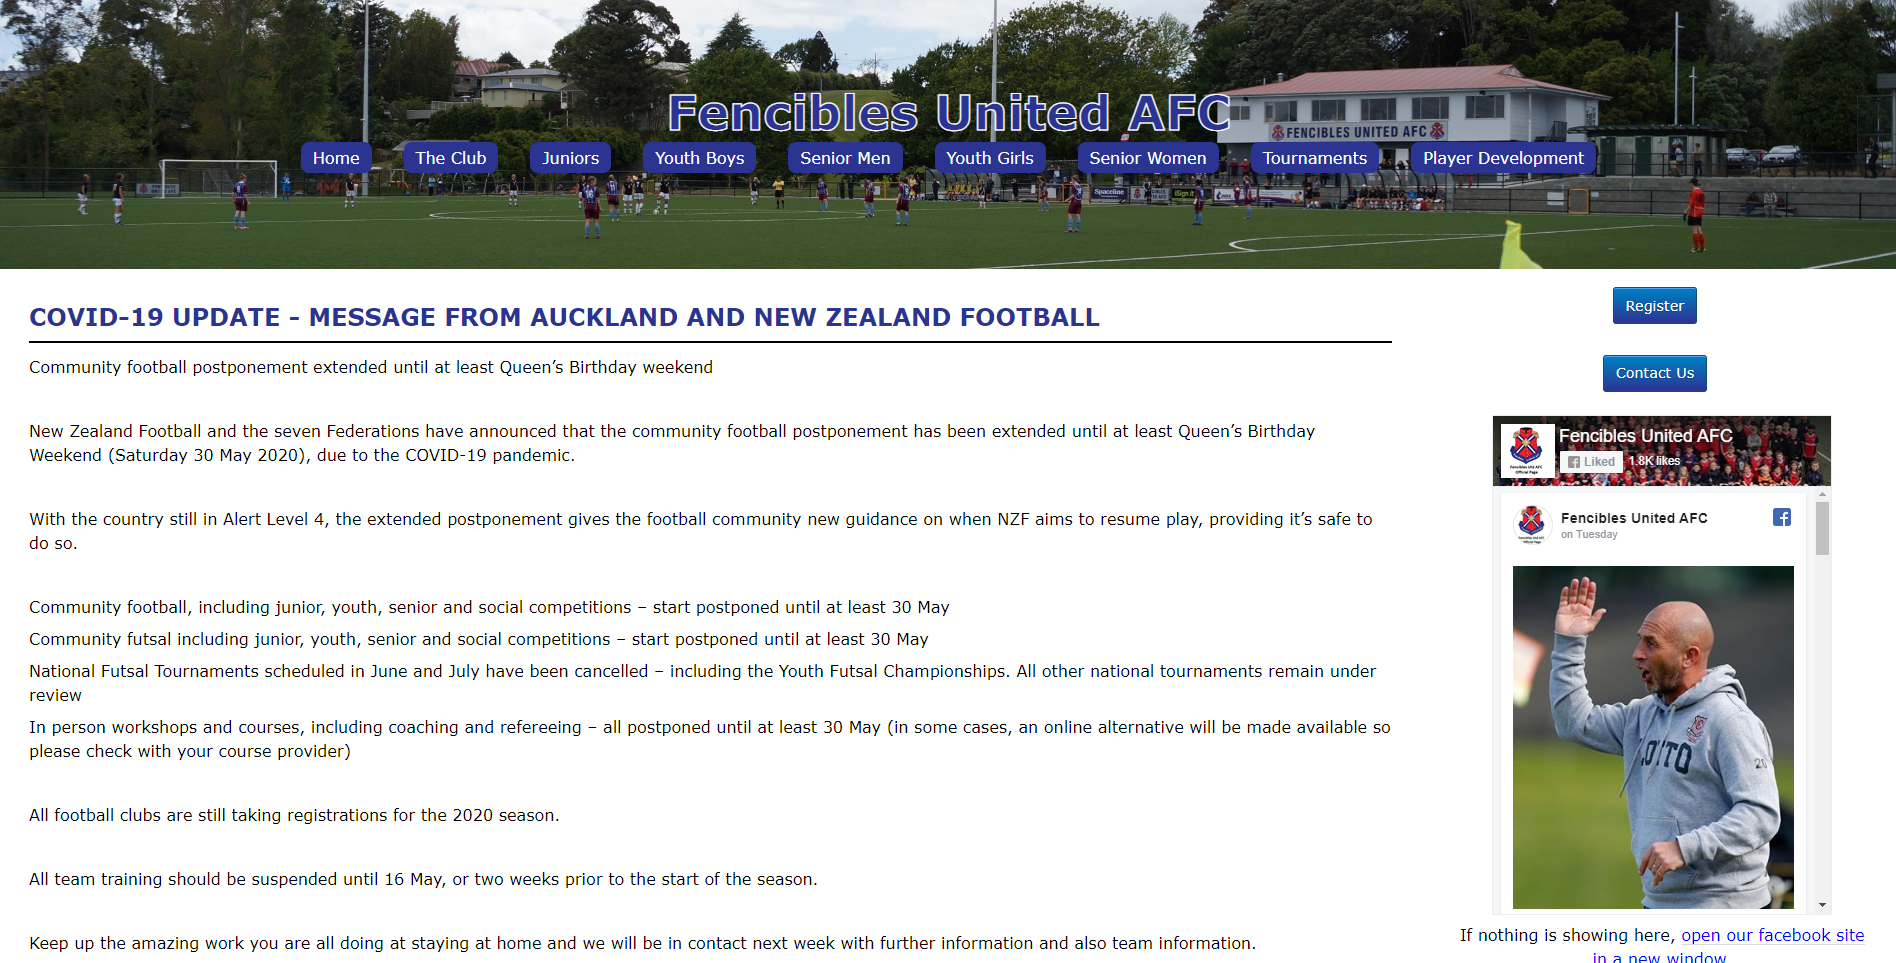 Fencibles United AFC
FENCIBLES UNITED AFC
Home
The Club
Juniors
Youth Boys
Senior Men
Youth Girls
Senior Women
Tournaments
Player Development
Spaceline
COVID-19 UPDATE - MESSAGE FROM AUCKLAND AND NEW ZEALAND FOOTBALL
Community football postponement extended until at least Queen’s Birthday weekend
New Zealand Football and the seven Federations have announced that the community football postponement has been extended until at least Queen’s Birthday
Weekend (Saturday 30 May 2020), due to the COVID-19 pandemic.
With the country still in Alert Level 4, the extended postponement gives the football community new guidance on when NZF aims to resume play, providing it’s safe to
do so.
Community football, including junior, youth, senior and social competitions – start postponed until at least 30 May
Community futsal including junior, youth, senior and social competitions – start postponed until at least 30 May
National Futsal Tournaments scheduled in June and July have been cancelled – including the Youth Futsal Championships. All other national tournaments remain under
review
In person workshops and courses, including coaching and refereeing – all postponed until at least 30 May (in some cases, an online alternative will be made available so
please check with your course provider)
All football clubs are still taking registrations for the 2020 season.
All team training should be suspended until 16 May, or two weeks prior to the start of the season.
Keep up the amazing work you are all doing at staying at home and we will be in contact next week with further information and also team information.
Register
Contact Us
Fencibles United AFC
Liked
1.8K likes
Fencibles Utd AFC
Official Page
Fencibles United AFC
on Tuesday
LOTTO
20
If nothing is showing here, open our facebook site
in a new window